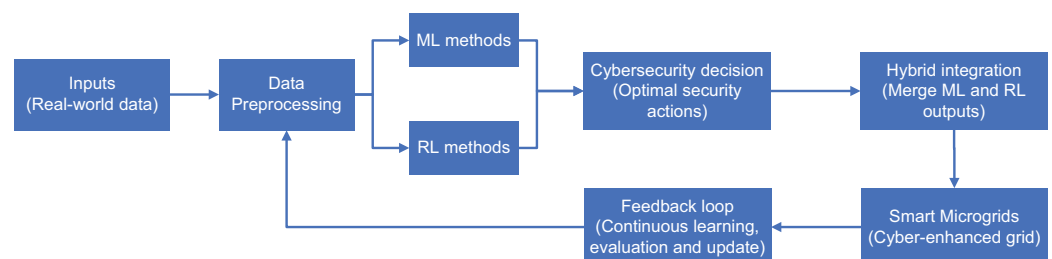 Inputs
(Real-world data)
Data
Preprocessing
ML methods
RL methods
Cybersecurity decision
(Optimal security
actions)
Hybrid integration
(Merge ML and RL
outputs)
Smart Microgrids
(Cyber-enhanced grid)
Feedback loop
(Continuous learning,
evaluation and update)